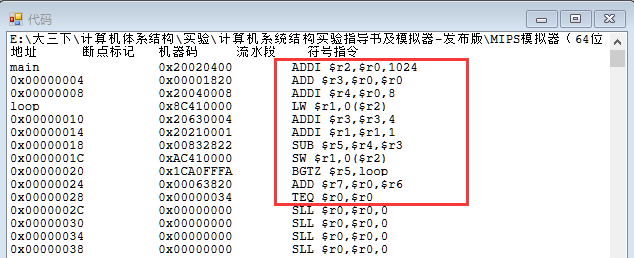 代码
E:\大三下\计算机体系结构\实验\计算机系统结构实验指导书及模拟器-发布版\MIPS模拟器（64位
地址 断点标记 机器码 流水段 符号指令
main 0x20020400 ADDI $r2,$r0,1024
0x00000004 0x00001820 ADD $r3,$r0,$r0
0x00000008 0x20040008 ADDI $r4,$r0,8
loop 0x8C410000 LW $r1,0($r2)
0x00000010 0x20630004 ADDI $r3,$r3,4
0x00000014 0x20210001 ADDI $r1,$r1,1
0x00000018 0x00832822 SUB $r5,$r4,$r3
0x0000001C 0xAC410000 SW $r1,0($r2)
0x00000020 0x1CA0FFFA BGTZ $r5,loop
0x00000024 0x00063820 ADD $r7,$r0,$r6
0x00000028 0x00000034 TEQ $r0,$r0
0x0000002C 0x00000000 SLL $r0,$r0,0
0x00000030 0x00000000 SLL $r0,$r0,0
0x00000034 0x00000000 SLL $r0,$r0,0
0x00000038 0x00000000 SLL $r0,$r0,0